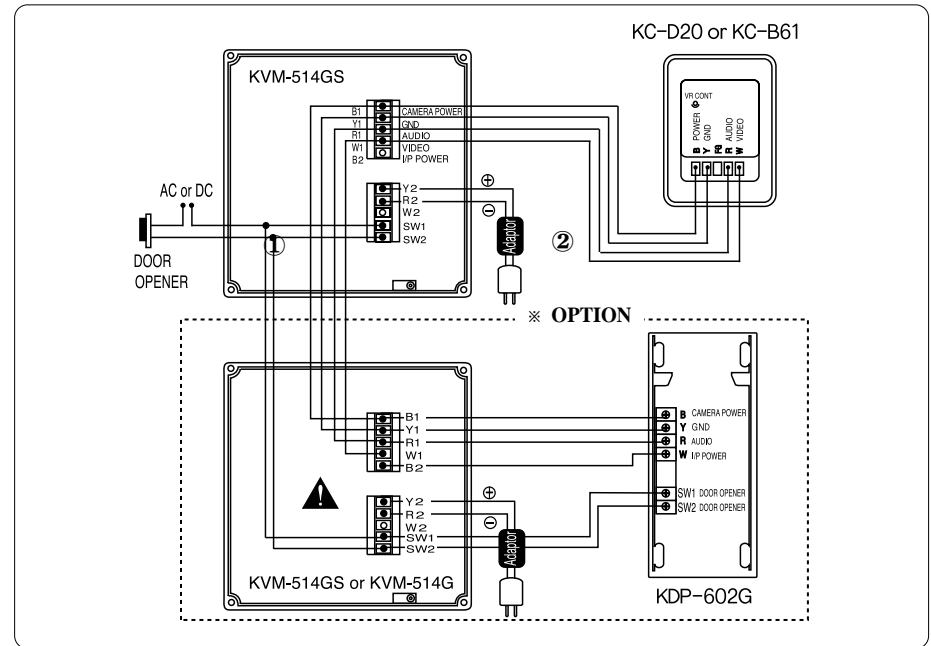 KC-D20 or KC-B61
VR CONT
POWER
GND
AUDIO
VIDEO
B
Y
FG
R
W
KVM-514GS
B1 CAMERA POWER
Y1 GND
R1 AUDIO
W1 VIDEO
B2 I/P POWER
Y2
R2
W2
SW1
SW2
⊕
⊖
Adaptor
AC or DC
①
②
DOOR
OPENER
※ OPTION
B1
Y1
R1
W1
B2
Y2
R2
W2
SW1
SW2
⊕
⊖
Adaptor
KVM-514GS or KVM-514G
B CAMERA POWER
Y GND
R AUDIO
W I/P POWER
SW1 DOOR OPENER
SW2 DOOR OPENER
KDP-602G